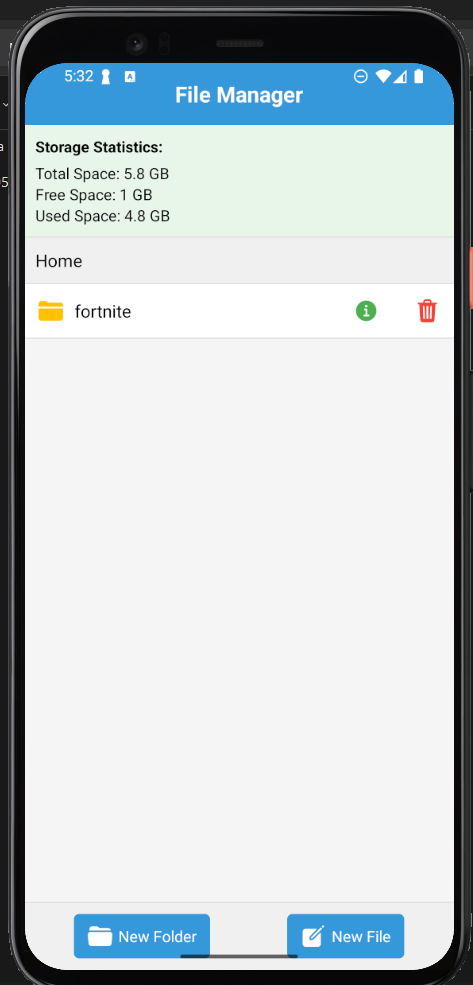 5:32 A
File Manager
Storage Statistics:
Total Space: 5.8 GB
Free Space: 1 GB
Used Space: 4.8 GB
Home
fortnite
New Folder
New File